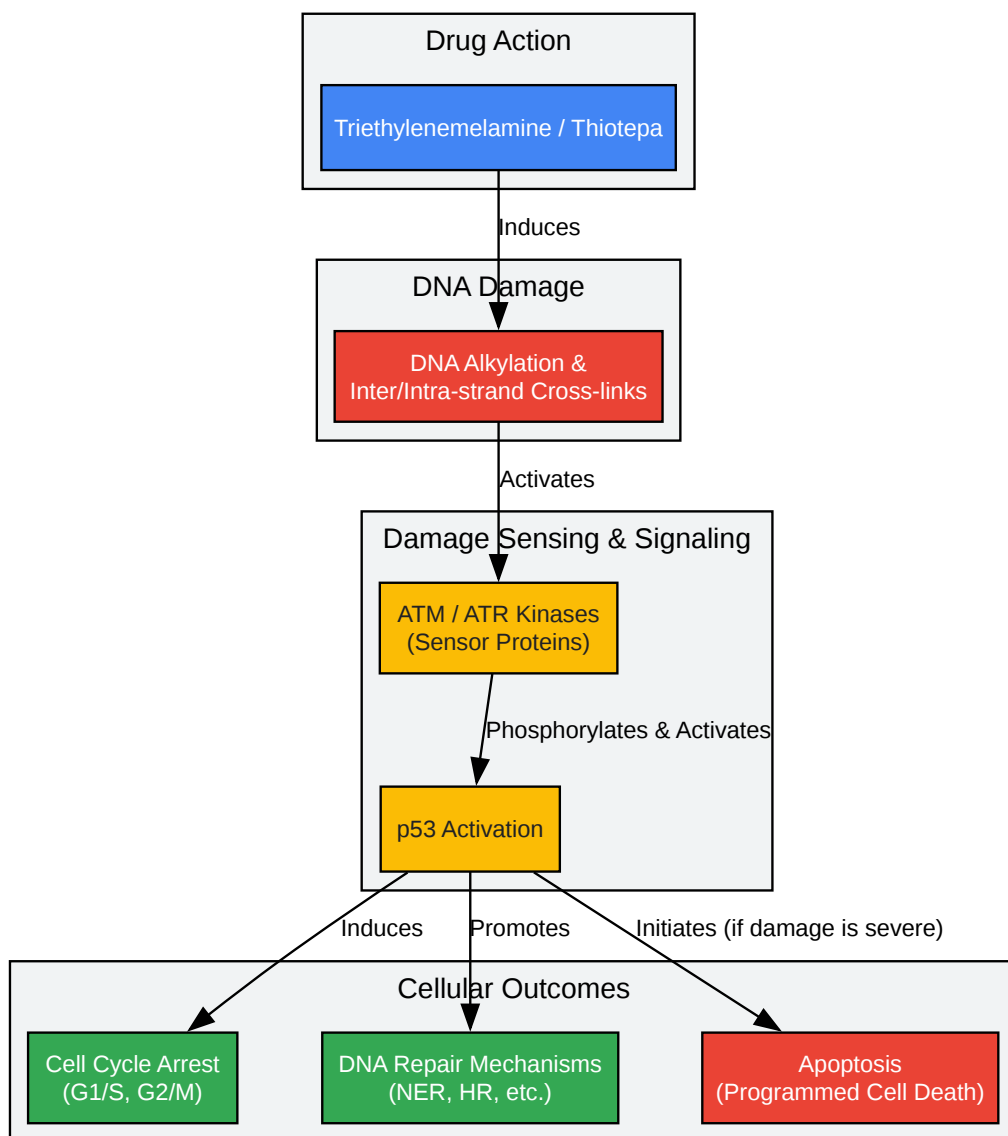 Drug Action
Triethylenemelamine / Thiotepa
Induces
DNA Damage
DNA Alkylation &
Inter/Intra-strand Cross-links
Activates
Damage Sensing & Signaling
ATM / ATR Kinases
(Sensor Proteins)
Phosphorylates & Activates
p53 Activation
Induces
Promotes
Initiates (if damage is severe)
Cellular Outcomes
Cell Cycle Arrest
(G1/S, G2/M)
DNA Repair Mechanisms
(NER, HR, etc.)
Apoptosis
(Programmed Cell Death)